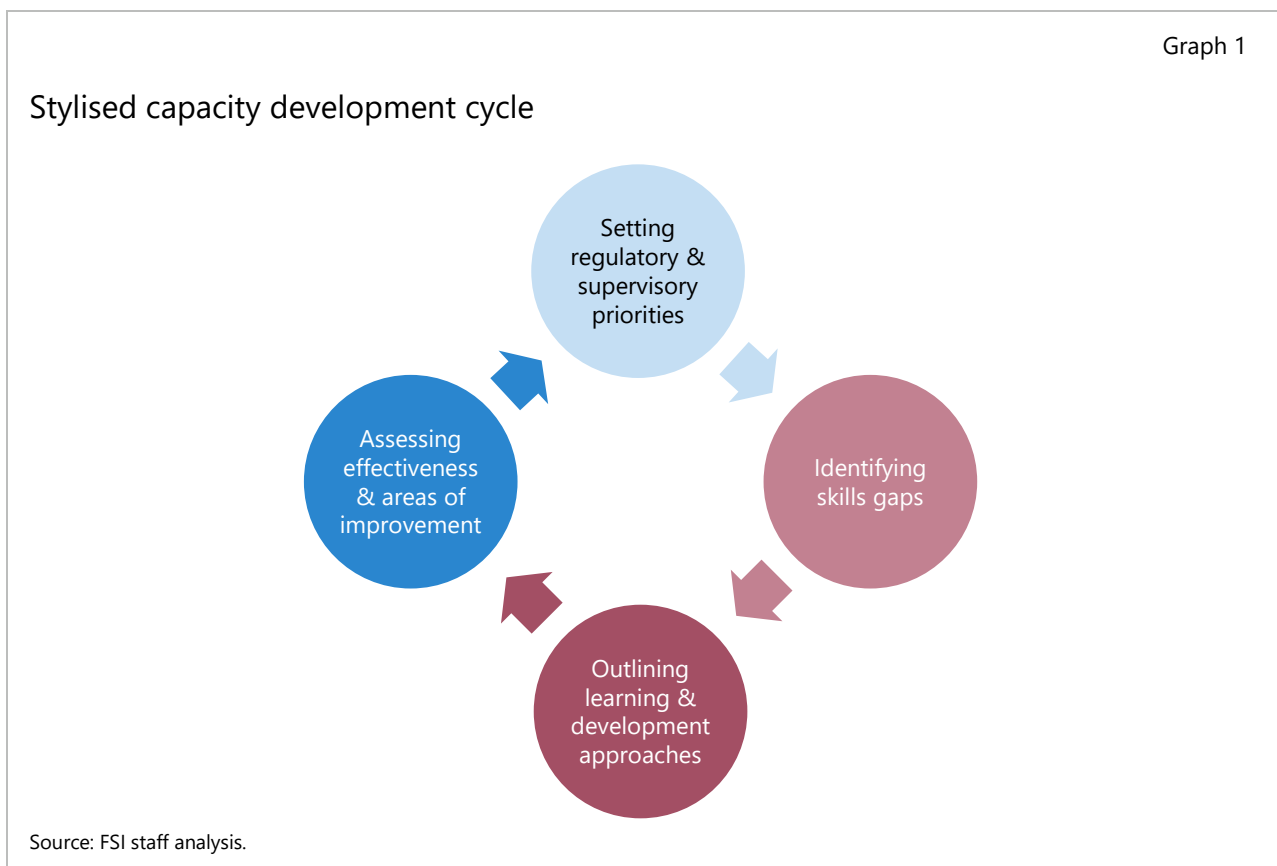 Graph 1
Stylised capacity development cycle
Setting
regulatory &
supervisory
priorities
Identifying
skills gaps
Outlining
learning &
development
approaches
Assessing
effectiveness
& areas of
improvement
Source: FSI staff analysis.